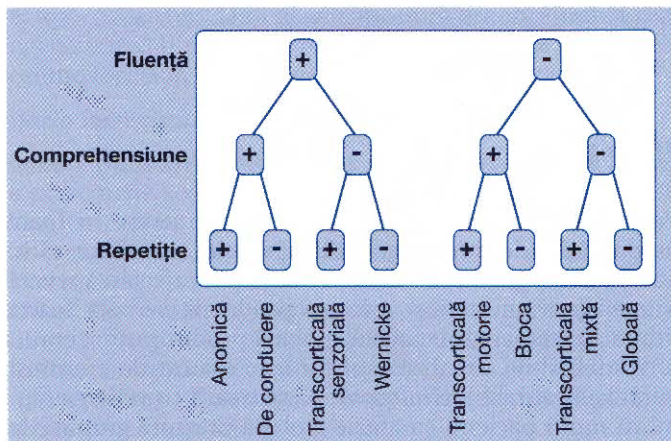 Fluență
+ -
Comprehensiune
+ - + -
Repetiție
+ - + - + - + -
Anomică
De conducere
Transcorticală
senzorială
Wernicke
Transcorticală
motorie
Broca
Transcorticală
mixtă
Globală